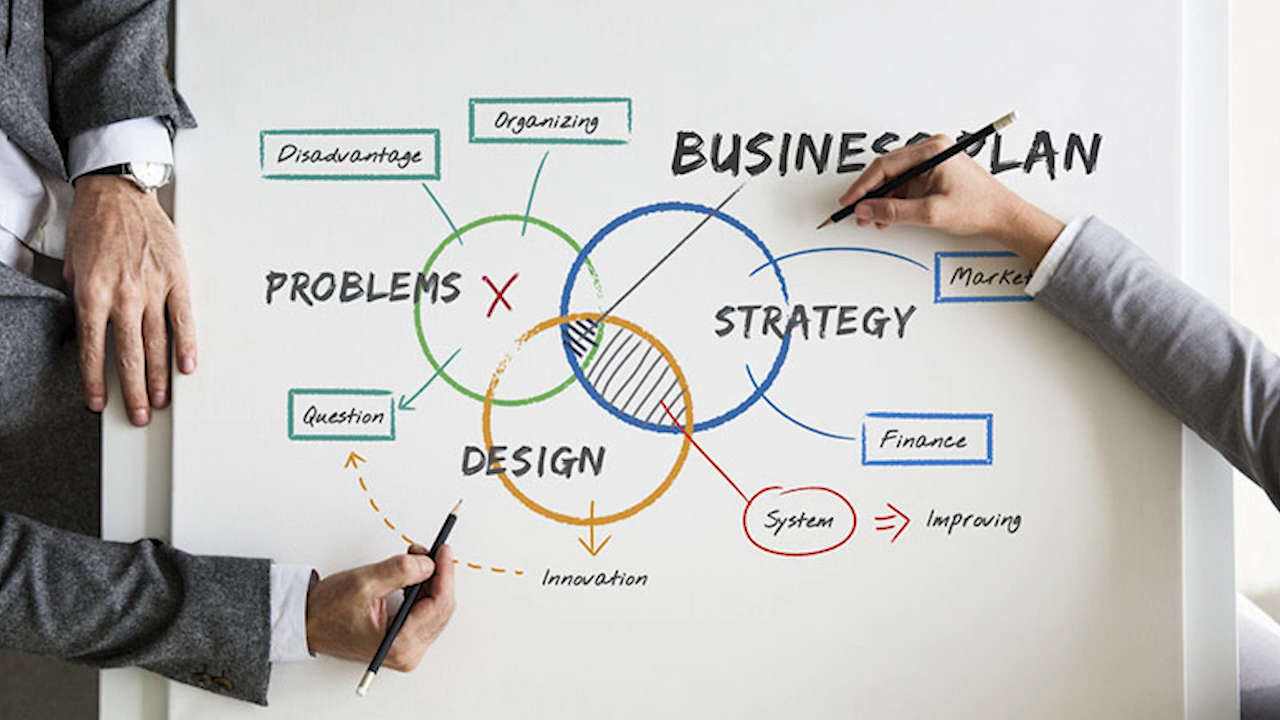 Organizing
Disadvantage
BUSINESS PLAN
PROBLEMS
X
Market
STRATEGY
Question
DESIGN
Finance
System
Improving
Innovation